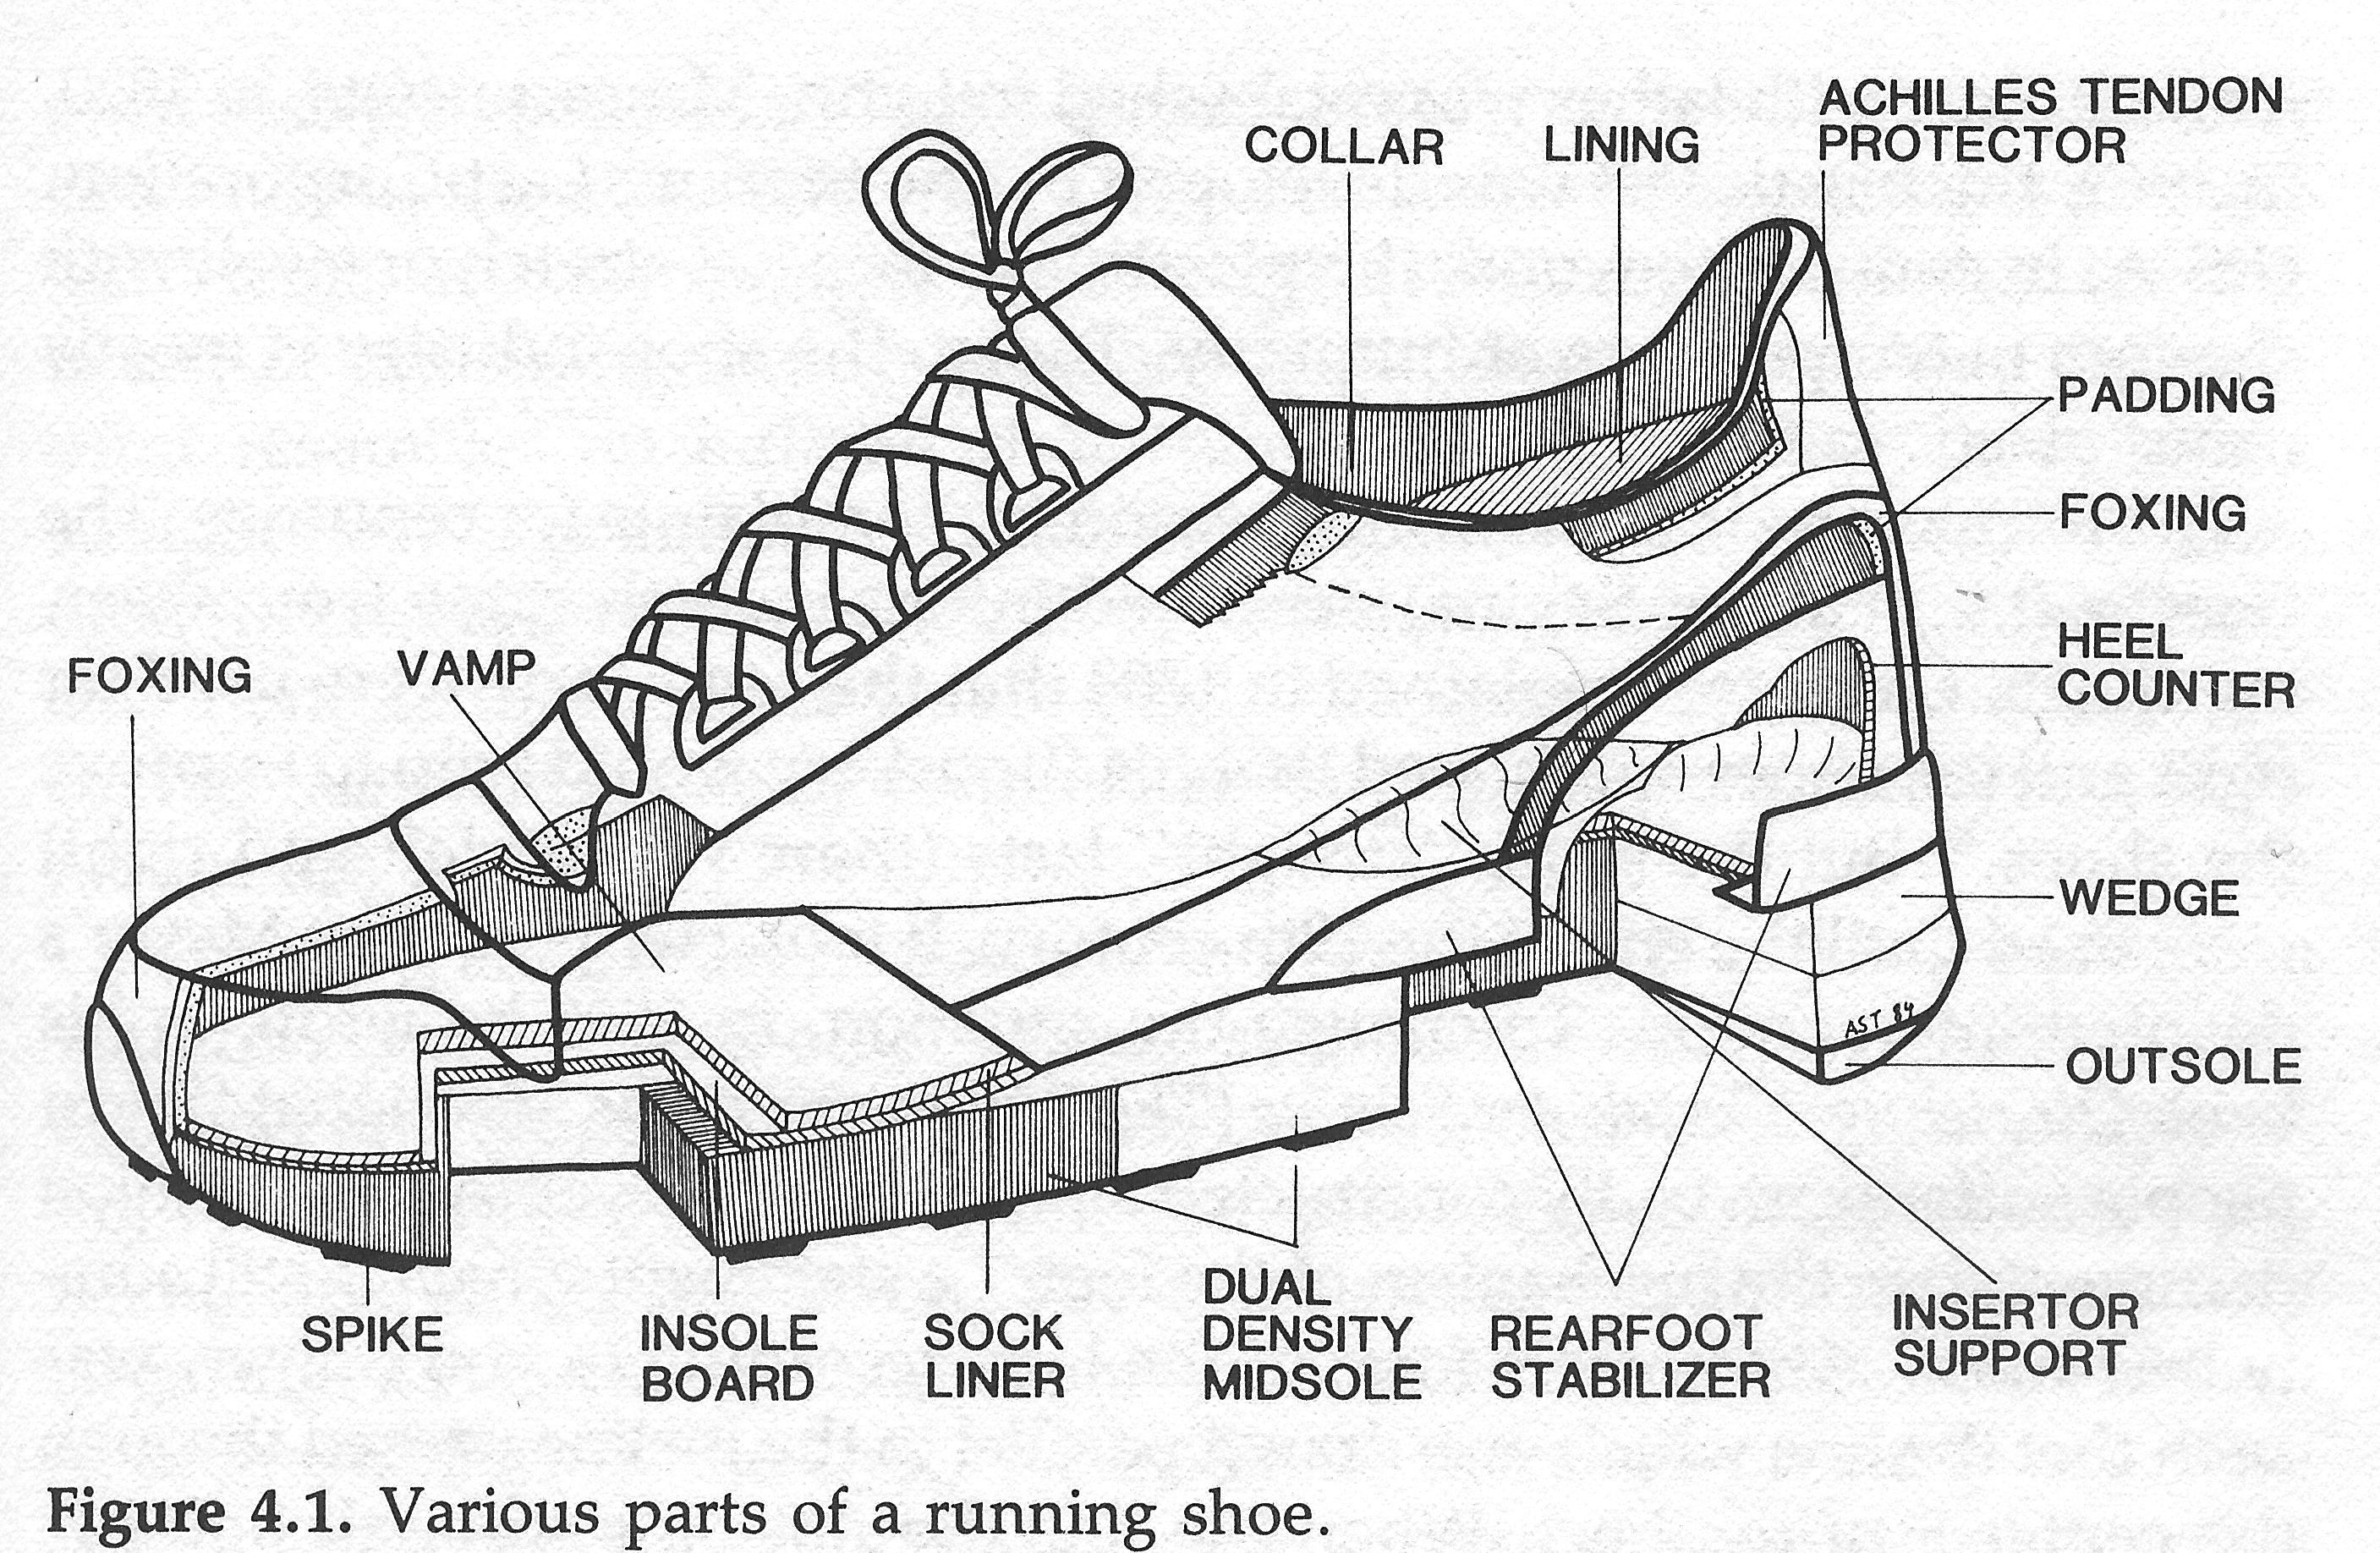 ACHILLES TENDON
PROTECTOR
COLLAR
LINING
PADDING
FOXING
HEEL
COUNTER
FOXING
VAMP
WEDGE
AST 84
OUTSOLE
SPIKE
INSOLE
BOARD
SOCK
LINER
DUAL
DENSITY
MIDSOLE
REARFOOT
STABILIZER
INSERTOR
SUPPORT
Figure 4.1. Various parts of a running shoe.